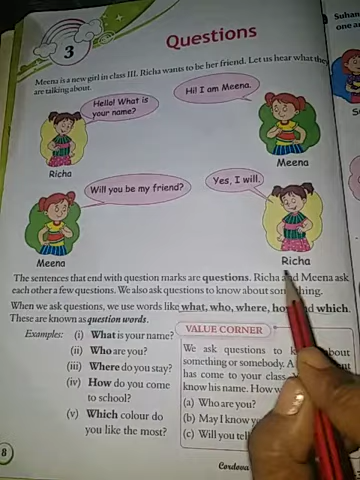 3
Questions
Meena is a new girl in class III. Richa wants to be her friend. Let us hear what they
are talking about.
Hello! What is
your name?
Hi! I am Meena.
Richa
Meena
Will you be my friend?
Yes, I will.
Meena
Richa
The sentences that end with question marks are questions. Richa and Meena ask
each other a few questions. We also ask questions to know about something.
When we ask questions, we use words like what, who, where, how and which.
These are known as question words.
Examples: (i) What is your name?
(ii) Who are you?
(iii) Where do you stay?
(iv) How do you come
to school?
(v) Which colour do
you like the most?
VALUE CORNER
We ask questions to know about
something or somebody.
has come to your class.
know his name. How
(a) Who are you?
(b) May I know
(c) Will you tell
8
Cordova
Suhan
one a